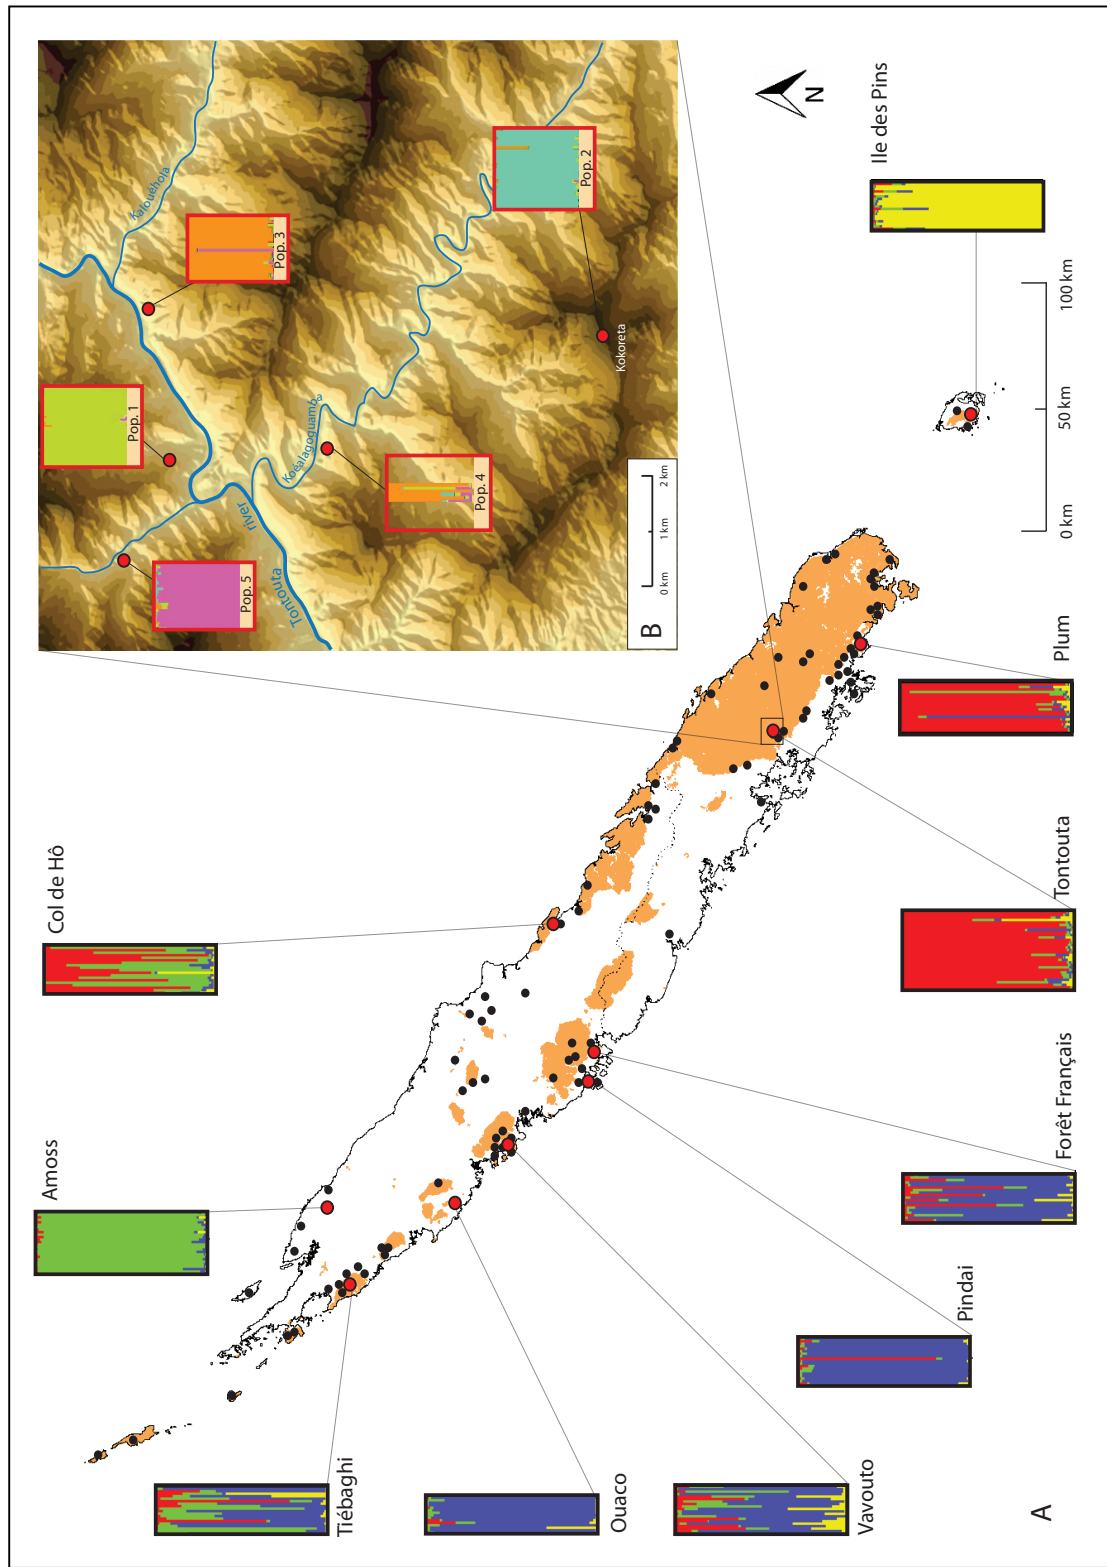 Kalouéhola
Pop. 3
Pop. 2
Pop. 1
Kokoreta
Koéalagoguamba
Pop. 4
Pop. 5
Tontouta
river
B
0 km
1 km
2 km
N
Ile des Pins
0 km
50 km
100 km
Plum
Col de Hô
Tontouta
Amoss
Forêt Français
Pindai
Tiébaghi
Ouaco
Vavouto
A